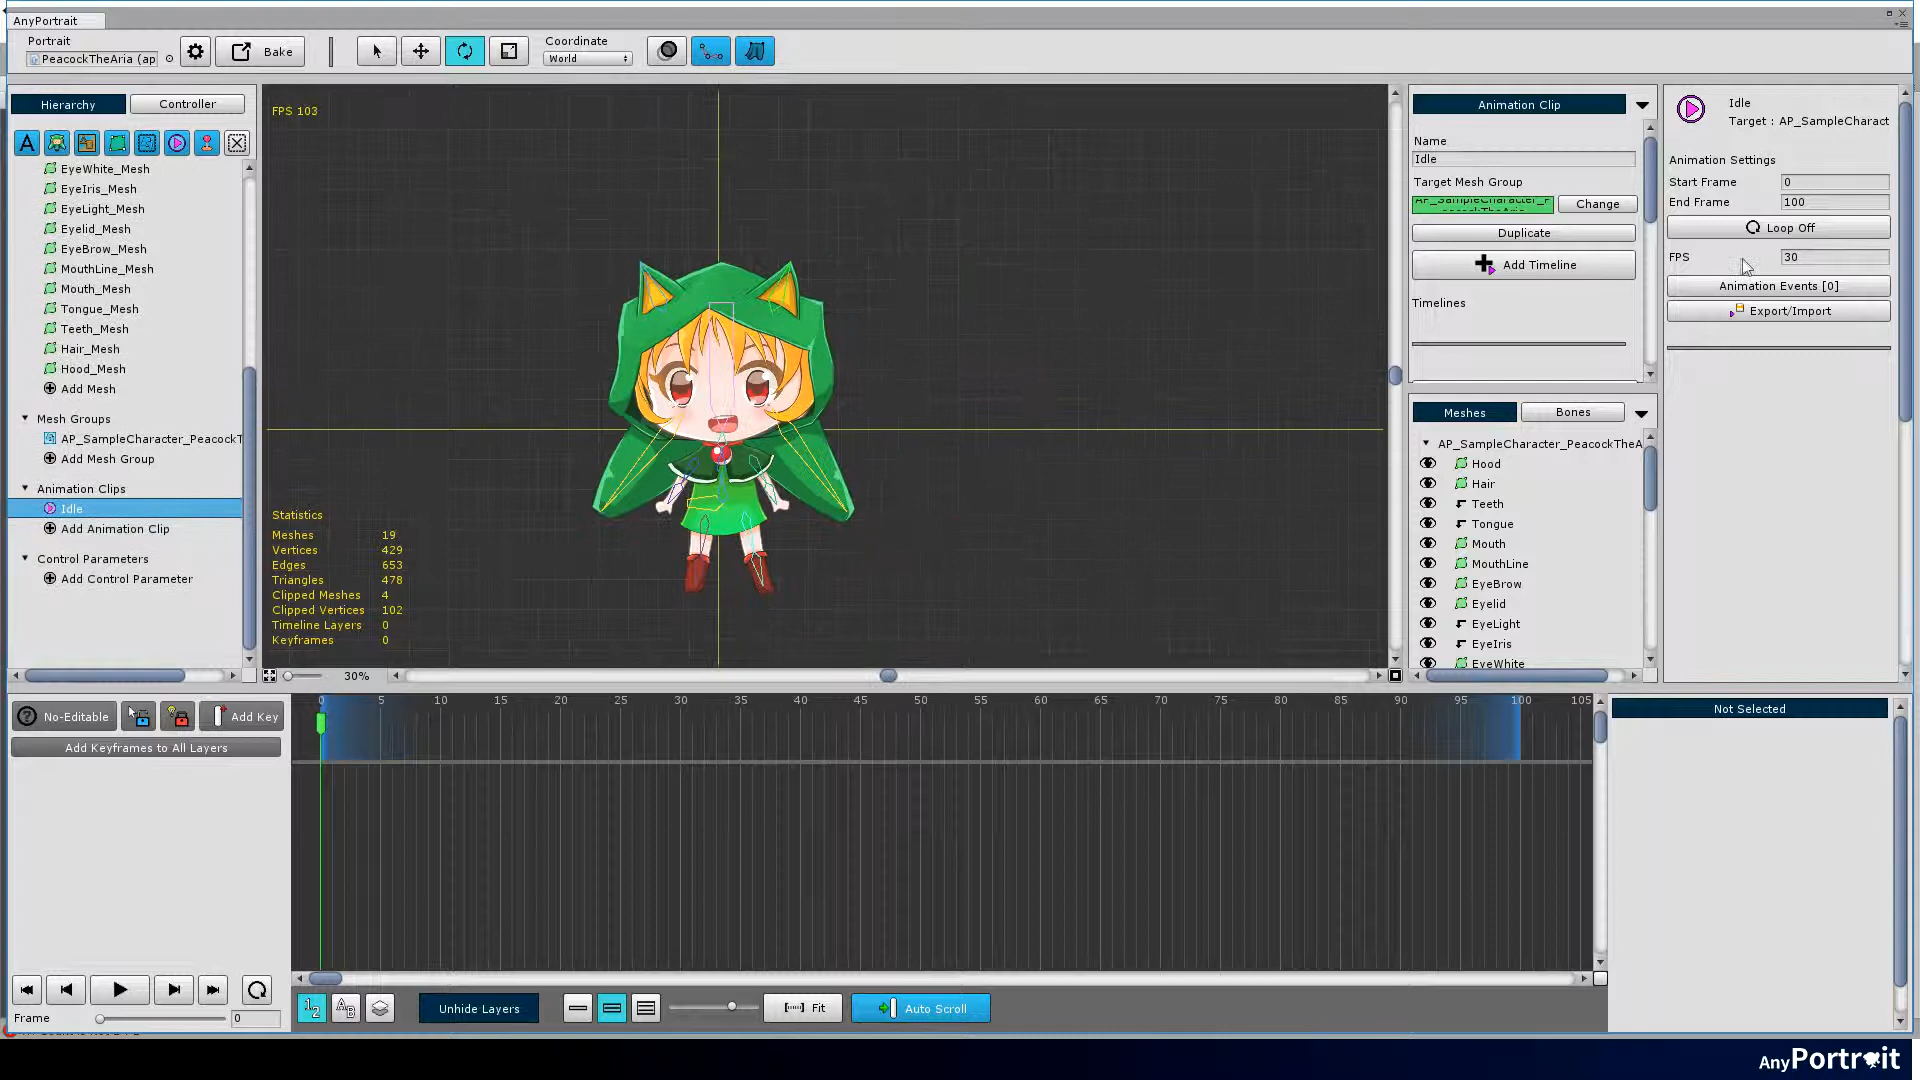 AnyPortrait
Portrait
PeacockTheAria (ap
Bake
Coordinate
World
Hierarchy
Controller
A
EyeWhite_Mesh
EyeIris_Mesh
EyeLight_Mesh
Eyelid_Mesh
EyeBrow_Mesh
MouthLine_Mesh
Mouth_Mesh
Tongue_Mesh
Teeth_Mesh
Hair_Mesh
Hood_Mesh
Add Mesh
Mesh Groups
AP_SampleCharacter_PeacockT
Add Mesh Group
Animation Clips
Idle
Add Animation Clip
Control Parameters
Add Control Parameter
FPS 103
Statistics
Meshes 19
Vertices 429
Edges 653
Triangles 478
Clipped Meshes 4
Clipped Vertices 102
Timeline Layers 0
Keyframes 0
30%
Animation Clip
Name
Idle
Target Mesh Group
AP_SampleCharacter_P
eacockTheAria
Change
Duplicate
Add Timeline
Timelines
Meshes
Bones
AP_SampleCharacter_PeacockTheA
Hood
Hair
Teeth
Tongue
Mouth
MouthLine
EyeBrow
Eyelid
EyeLight
EyeIris
EyeWhite
Idle
Target : AP_SampleCharact
Animation Settings
Start Frame 0
End Frame 100
Loop Off
FPS 30
Animation Events [0]
Export/Import
No-Editable
Add Key
Add Keyframes to All Layers
0 5 10 15 20 25 30 35 40 45 50 55 60 65 70 75 80 85 90 95 100 105
Not Selected
Frame 0
Unhide Layers
Fit
Auto Scroll
AnyPortrait